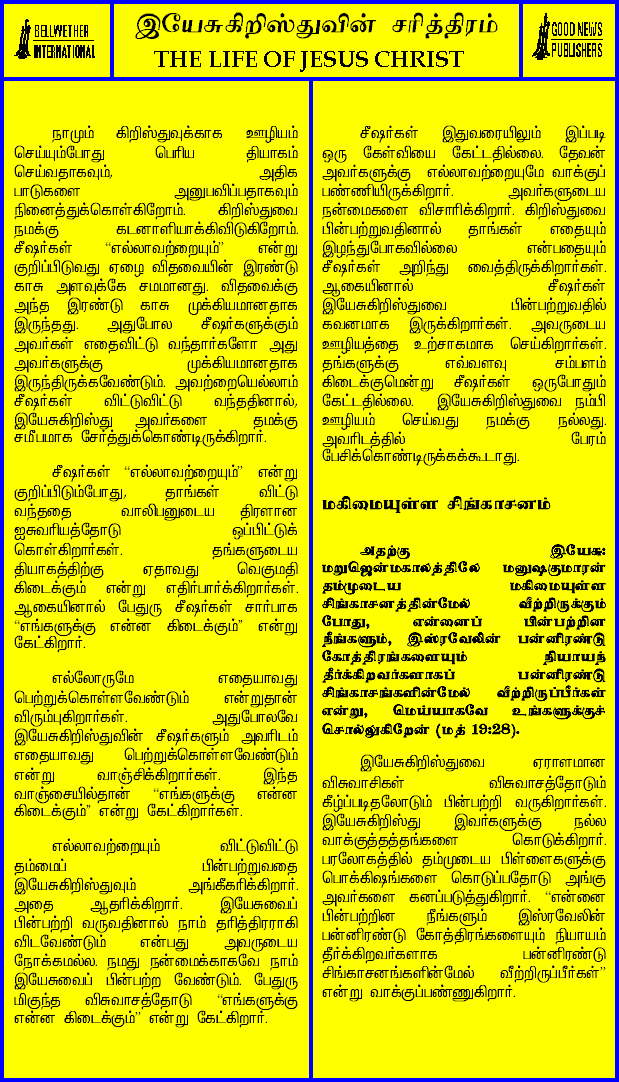 BELLWETHER
INTERNATIONAL
இயேசுகிறிஸ்துவின் சரித்திரம்
THE LIFE OF JESUS CHRIST
GOOD NEWS
PUBLISHERS
நாமும் கிறிஸ்துவுக்காக ஊழியம்
செய்யும்போது பெரிய தியாகம்
செய்வதாகவும், அதிக
பாடுகளை அனுபவிப்பதாகவும்
நினைத்துக்கொள்கிறோம். கிறிஸ்துவை
நமக்கு கடனாளியாக்கிவிடுகிறோம்.
சீஷர்கள் “எல்லாவற்றையும்” என்று
குறிப்பிடுவது ஏழை விதவையின் இரண்டு
காசு அளவுக்கே சமமானது. விதவைக்கு
அந்த இரண்டு காசு முக்கியமானதாக
இருந்தது. அதுபோல சீஷர்களுக்கும்
அவர்கள் எதைவிட்டு வந்தார்களோ அது
அவர்களுக்கு முக்கியமானதாக
இருந்திருக்கவேண்டும். அவற்றையெல்லாம்
சீஷர்கள் விட்டுவிட்டு வந்ததினால்,
இயேசுகிறிஸ்து அவர்களை தமக்கு
சமீபமாக சேர்த்துக்கொண்டிருக்கிறார்.
சீஷர்கள் “எல்லாவற்றையும்” என்று
குறிப்பிடும்போது, தாங்கள் விட்டு
வந்ததை வாலிபனுடைய திரளான
ஐசுவரியத்தோடு ஒப்பிட்டுக்
கொள்கிறார்கள். தங்களுடைய
தியாகத்திற்கு ஏதாவது வெகுமதி
கிடைக்கும் என்று எதிர்பார்க்கிறார்கள்.
ஆகையினால் பேதுரு சீஷர்கள் சார்பாக
“எங்களுக்கு என்ன கிடைக்கும்” என்று
கேட்கிறார்.
எல்லோருமே எதையாவது
பெற்றுக்கொள்ளவேண்டும் என்றுதான்
விரும்புகிறார்கள். அதுபோலவே
இயேசுகிறிஸ்துவின் சீஷர்களும் அவரிடம்
எதையாவது பெற்றுக்கொள்ளவேண்டும்
என்று வாஞ்சிக்கிறார்கள். இந்த
வாஞ்சையில்தான் “எங்களுக்கு என்ன
கிடைக்கும்” என்று கேட்கிறார்கள்.
எல்லாவற்றையும் விட்டுவிட்டு
தம்மைப் பின்பற்றுவதை
இயேசுகிறிஸ்துவும் அங்கீகரிக்கிறார்.
அதை ஆதரிக்கிறார். இயேசுவைப்
பின்பற்றி வருவதினால் நாம் தரித்திரராகி
விடவேண்டும் என்பது அவருடைய
நோக்கமல்ல. நமது நன்மைக்காகவே நாம்
இயேசுவைப் பின்பற்ற வேண்டும். பேதுரு
மிகுந்த விசுவாசத்தோடு “எங்களுக்கு
என்ன கிடைக்கும்” என்று கேட்கிறார்.
சீஷர்கள் இதுவரையிலும் இப்படி
ஒரு கேள்வியை கேட்டதில்லை. தேவன்
அவர்களுக்கு எல்லாவற்றையுமே வாக்குப்
பண்ணியிருக்கிறார். அவர்களுடைய
நன்மைகளை விசாரிக்கிறார். கிறிஸ்துவை
பின்பற்றுவதினால் தாங்கள் எதையும்
இழந்துபோகவில்லை என்பதையும்
சீஷர்கள் அறிந்து வைத்திருக்கிறார்கள்.
ஆகையினால் சீஷர்கள்
இயேசுகிறிஸ்துவை பின்பற்றுவதில்
கவனமாக இருக்கிறார்கள். அவருடைய
ஊழியத்தை உற்சாகமாக செய்கிறார்கள்.
தங்களுக்கு எவ்வளவு சம்பளம்
கிடைக்குமென்று சீஷர்கள் ஒருபோதும்
கேட்டதில்லை. இயேசுகிறிஸ்துவை நம்பி
ஊழியம் செய்வது நமக்கு நல்லது.
அவரிடத்தில் பேரம்
பேசிக்கொண்டிருக்கக்கூடாது.
மகிமையுள்ள சிங்காசனம்
அதற்கு இயேசு:
மறுஜென்மகாலத்திலே மனுஷகுமாரன்
தம்முடைய மகிமையுள்ள
சிங்காசனத்தின்மேல் வீற்றிருக்கும்
போது, என்னைப் பின்பற்றின
நீங்களும், இஸ்ரவேலின் பன்னிரண்டு
கோத்திரங்களையும் நியாயந்
தீர்க்கிறவர்களாகப் பன்னிரண்டு
சிங்காசங்களின்மேல் வீற்றிருப்பீர்கள்
என்று, மெய்யாகவே உங்களுக்குச்
சொல்லுகிறேன் (மத் 19:28).
இயேசுகிறிஸ்துவை ஏராளமான
விசுவாசிகள் விசுவாசத்தோடும்
கீழ்ப்படிதலோடும் பின்பற்றி வருகிறார்கள்.
இயேசுகிறிஸ்து இவர்களுக்கு நல்ல
வாக்குத்தத்தங்களை கொடுக்கிறார்.
பரலோகத்தில் தம்முடைய பிள்ளைகளுக்கு
பொக்கிஷங்களை கொடுப்பதோடு அங்கு
அவர்களை கனப்படுத்துகிறார். “என்னை
பின்பற்றின நீங்களும் இஸ்ரவேலின்
பன்னிரண்டு கோத்திரங்களையும் நியாயம்
தீர்க்கிறவர்களாக பன்னிரண்டு
சிங்காசனங்களின்மேல் வீற்றிருப்பீர்கள்”
என்று வாக்குப்பண்ணுகிறார்.